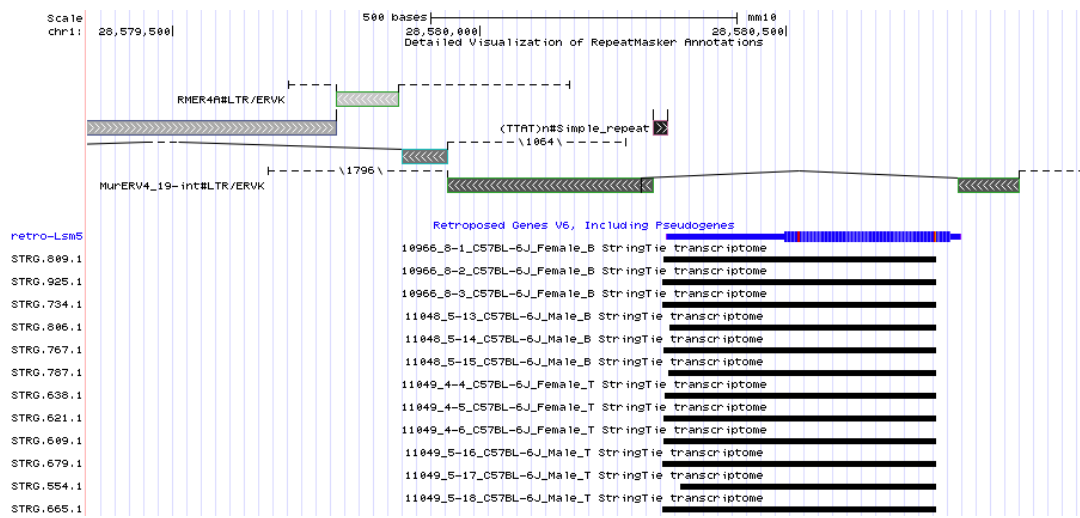 Scale 500 bases mm10
chr1: 28,579,500 28,580,000 28,580,500
Detailed Visualization of RepeatMasker Annotations
RMER4A#LTR/ERVK
(TTAT)n#Simple_repeat
\1064\
\1796\
MurERV4_19-int#LTR/ERVK
Retroposed Genes V6, Including Pseudogenes
retro-Lsm5
10966_8-1_C57BL-6J_Female_B StringTie transcriptome
STRG.809.1
10966_8-2_C57BL-6J_Female_B StringTie transcriptome
STRG.925.1
10966_8-3_C57BL-6J_Female_B StringTie transcriptome
STRG.734.1
11048_5-13_C57BL-6J_Male_B StringTie transcriptome
STRG.806.1
11048_5-14_C57BL-6J_Male_B StringTie transcriptome
STRG.767.1
11048_5-15_C57BL-6J_Male_B StringTie transcriptome
STRG.787.1
11049_4-4_C57BL-6J_Female_T StringTie transcriptome
STRG.638.1
11049_4-5_C57BL-6J_Female_T StringTie transcriptome
STRG.621.1
11049_4-6_C57BL-6J_Female_T StringTie transcriptome
STRG.609.1
11049_5-16_C57BL-6J_Male_T StringTie transcriptome
STRG.679.1
11049_5-17_C57BL-6J_Male_T StringTie transcriptome
STRG.554.1
11049_5-18_C57BL-6J_Male_T StringTie transcriptome
STRG.665.1